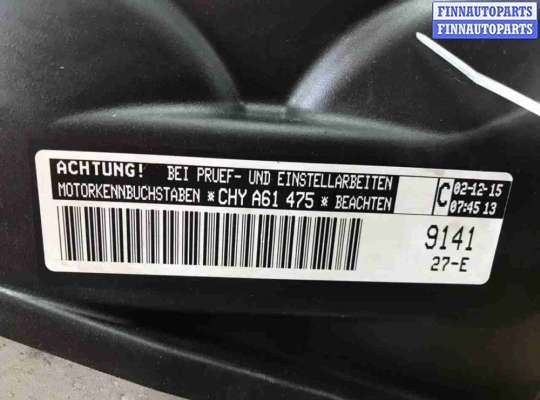 FINNAUTOPARTS
FINNAUTOPARTS
ACHTUNG! BEI PRUEF- UND EINSTELLARBEITEN
MOTORKENNBUCHSTABEN *CHY A61 475* BEACHTEN
C 02-12-15
07:45 13
9141
27-E